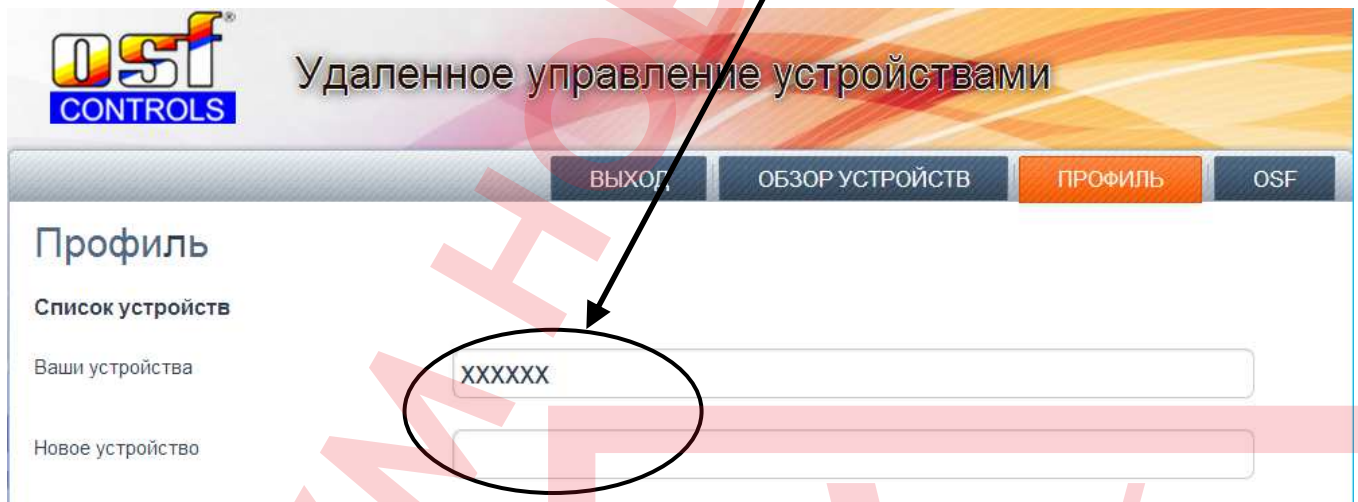 osf®
CONTROLS
Удаленное управление устройствами
ВЫХОД
ОБЗОР УСТРОЙСТВ
ПРОФИЛЬ
OSF
Профиль
Список устройств
Ваши устройства
XXXXXX
Новое устройство